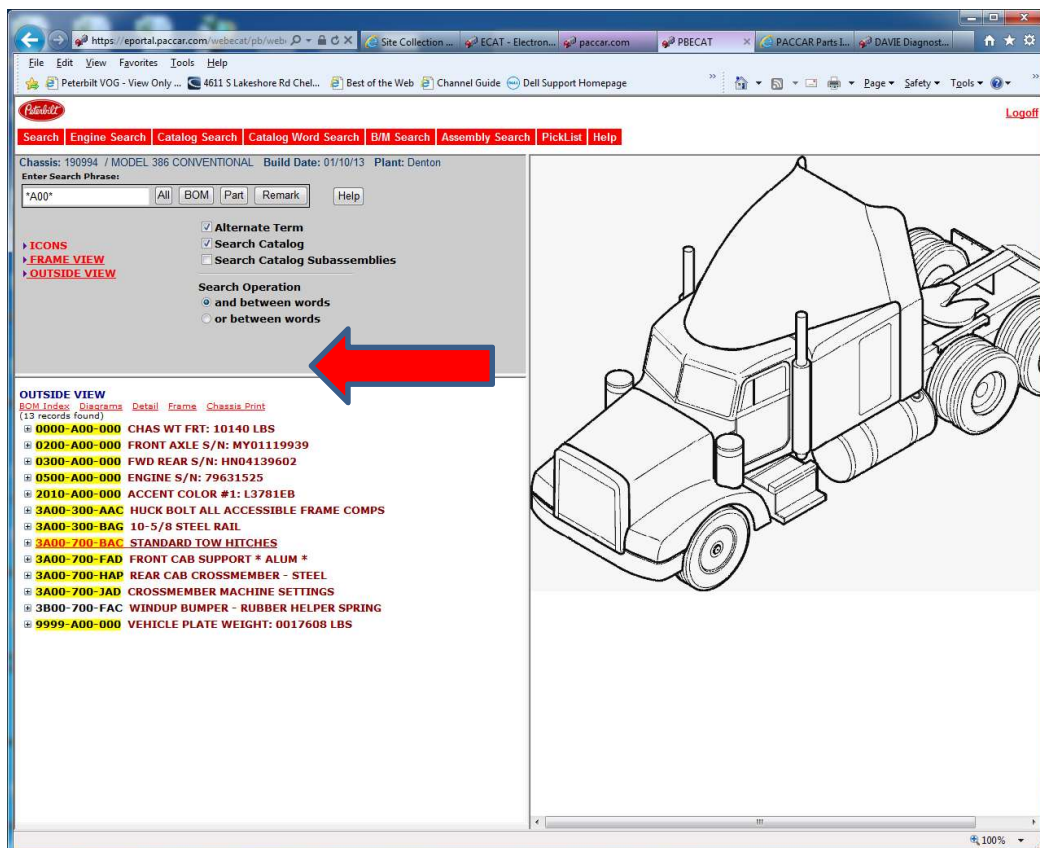 https://eportal.paccar.com/webecat/pb/web
Site Collection ...
ECAT - Electron...
paccar.com
PBECAT
PACCAR Parts I...
DAVIE Diagnost...
File Edit View Favorites Tools Help
Peterbilt VOG - View Only ...
4611 S Lakeshore Rd Chel...
Best of the Web
Channel Guide
Dell Support Homepage
Page Safety Tools
Peterbilt
Logoff
Search Engine Search Catalog Search Catalog Word Search B/M Search Assembly Search PickList Help
Chassis: 190994 / MODEL 386 CONVENTIONAL Build Date: 01/10/13 Plant: Denton
Enter Search Phrase:
*A00* All BOM Part Remark Help
Alternate Term
ICONS
Search Catalog
FRAME VIEW
Search Catalog Subassemblies
OUTSIDE VIEW
Search Operation
and between words
or between words
OUTSIDE VIEW
BOM Index Diagrams Detail Frame Chassis Print
(13 records found)
0000-A00-000 CHAS WT FRT: 10140 LBS
0200-A00-000 FRONT AXLE S/N: MY01119939
0300-A00-000 FWD REAR S/N: HN04139602
0500-A00-000 ENGINE S/N: 79631525
2010-A00-000 ACCENT COLOR #1: L3781EB
3A00-300-AAC HUCK BOLT ALL ACCESSIBLE FRAME COMPS
3A00-300-BAG 10-5/8 STEEL RAIL
3A00-700-BAC STANDARD TOW HITCHES
3A00-700-FAD FRONT CAB SUPPORT * ALUM *
3A00-700-HAP REAR CAB CROSSMEMBER - STEEL
3A00-700-JAD CROSSMEMBER MACHINE SETTINGS
3B00-700-FAC WINDUP BUMPER - RUBBER HELPER SPRING
9999-A00-000 VEHICLE PLATE WEIGHT: 0017608 LBS
100%